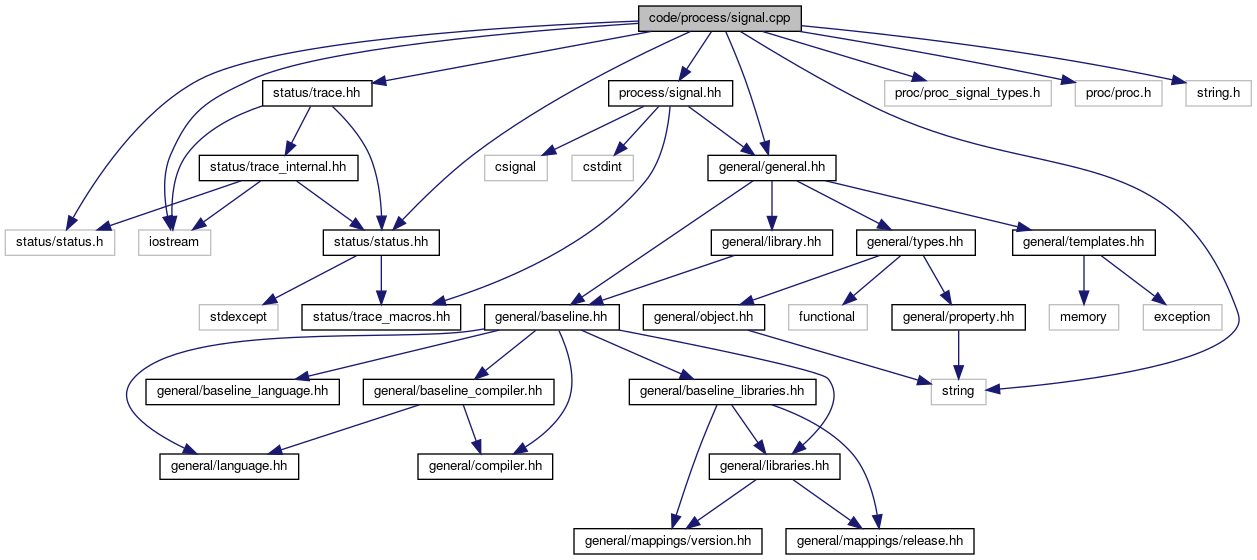 code/process/signal.cpp
status/trace.hh
process/signal.hh
proc/proc_signal_types.h
proc/proc.h
string.h
status/trace_internal.hh
csignal
cstdint
general/general.hh
status/status.h
iostream
status/status.hh
general/library.hh
general/types.hh
general/templates.hh
stdexcept
status/trace_macros.hh
general/baseline.hh
general/object.hh
functional
general/property.hh
memory
exception
general/baseline_language.hh
general/baseline_compiler.hh
general/baseline_libraries.hh
string
general/language.hh
general/compiler.hh
general/libraries.hh
general/mappings/version.hh
general/mappings/release.hh